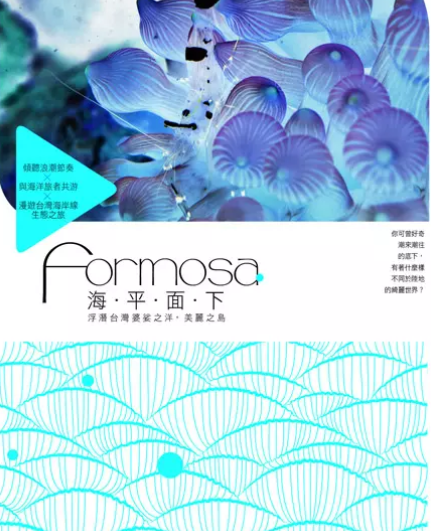 傾聽浪潮節奏
×
與海洋旅者共游
×
漫遊台灣海岸線
生態之旅
你可曾好奇
潮來潮往
的底下，
有著什麼樣
不同於陸地
的綺麗世界？
Formosa
海·平·面·下
浮潛台灣婆娑之洋，美麗之島